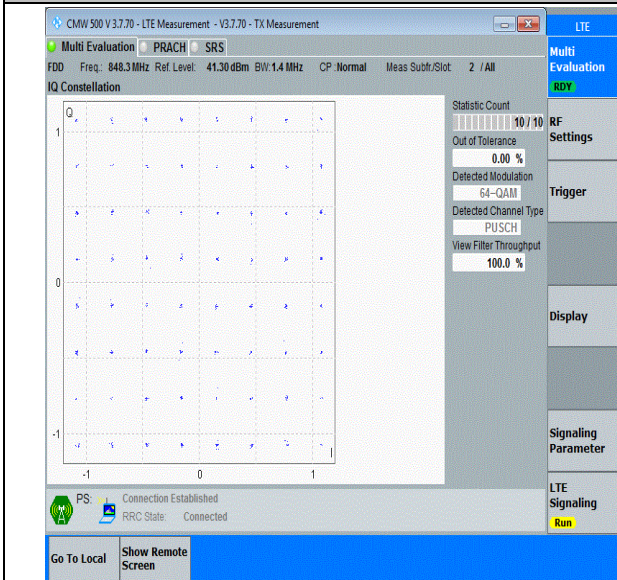 CMW 500 V 3.7.70 - LTE Measurement - V3.7.70 - TX Measurement
LTE
Multi Evaluation PRACH SRS
Multi
Evaluation
RDY
FDD Freq.: 848.3 MHz Ref. Level: 41.30 dBm BW: 1.4 MHz CP : Normal Meas Subfr./Slot: 2 / All
IQ Constellation
Statistic Count
10 / 10
Out of Tolerance
0.00 %
Detected Modulation
64-QAM
Detected Channel Type
PUSCH
View Filter Throughput
100.0 %
RF
Settings
Trigger
Display
Signaling
Parameter
LTE
Signaling
Run
Q
1
0
-1
I
-1 0 1
PS: Connection Established
RRC State: Connected
Go To Local
Show Remote
Screen